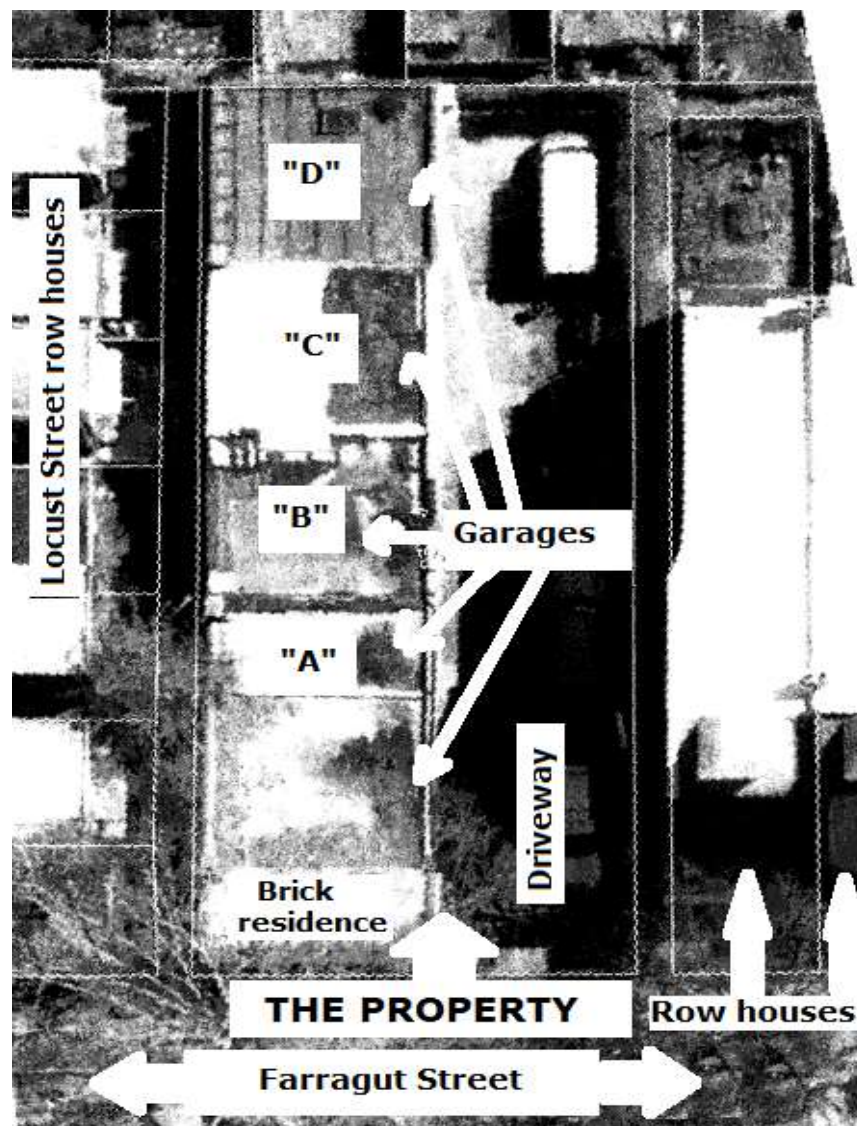 "D"
Locust Street row houses
"C"
"B"
Garages
"A"
Driveway
Brick
residence
THE PROPERTY
Row houses
Farragut Street